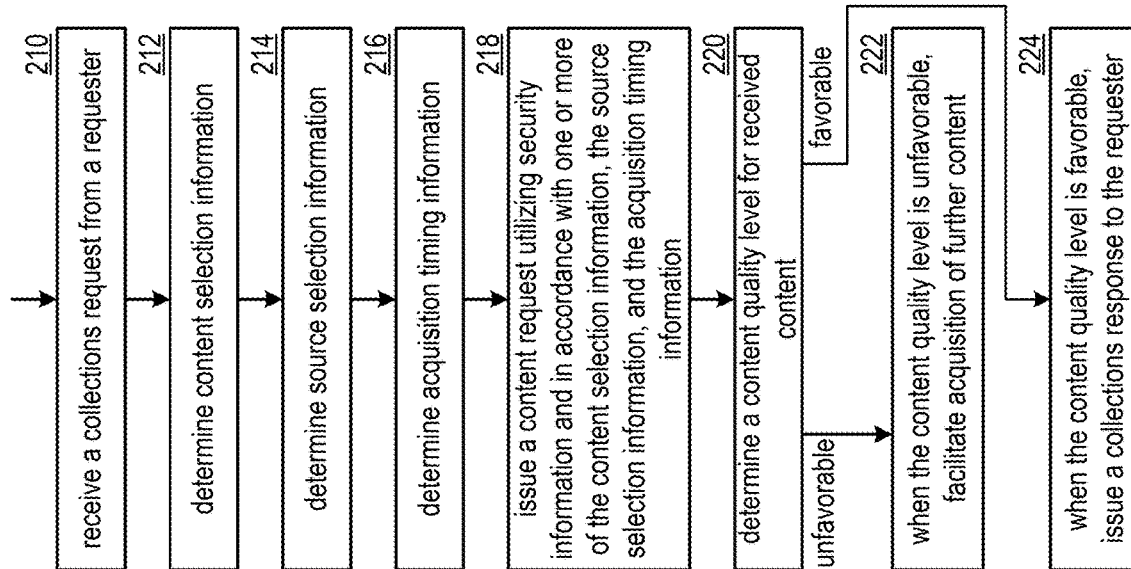 210
receive a collections request from a requester
212
determine content selection information
214
determine source selection information
216
determine acquisition timing information
218
issue a content request utilizing security
information and in accordance with one or more
of the content selection information, the source
selection information, and the acquisition timing
information
220
determine a content quality level for received
content
unfavorable
favorable
222
when the content quality level is unfavorable,
facilitate acquisition of further content
224
when the content quality level is favorable,
issue a collections response to the requester